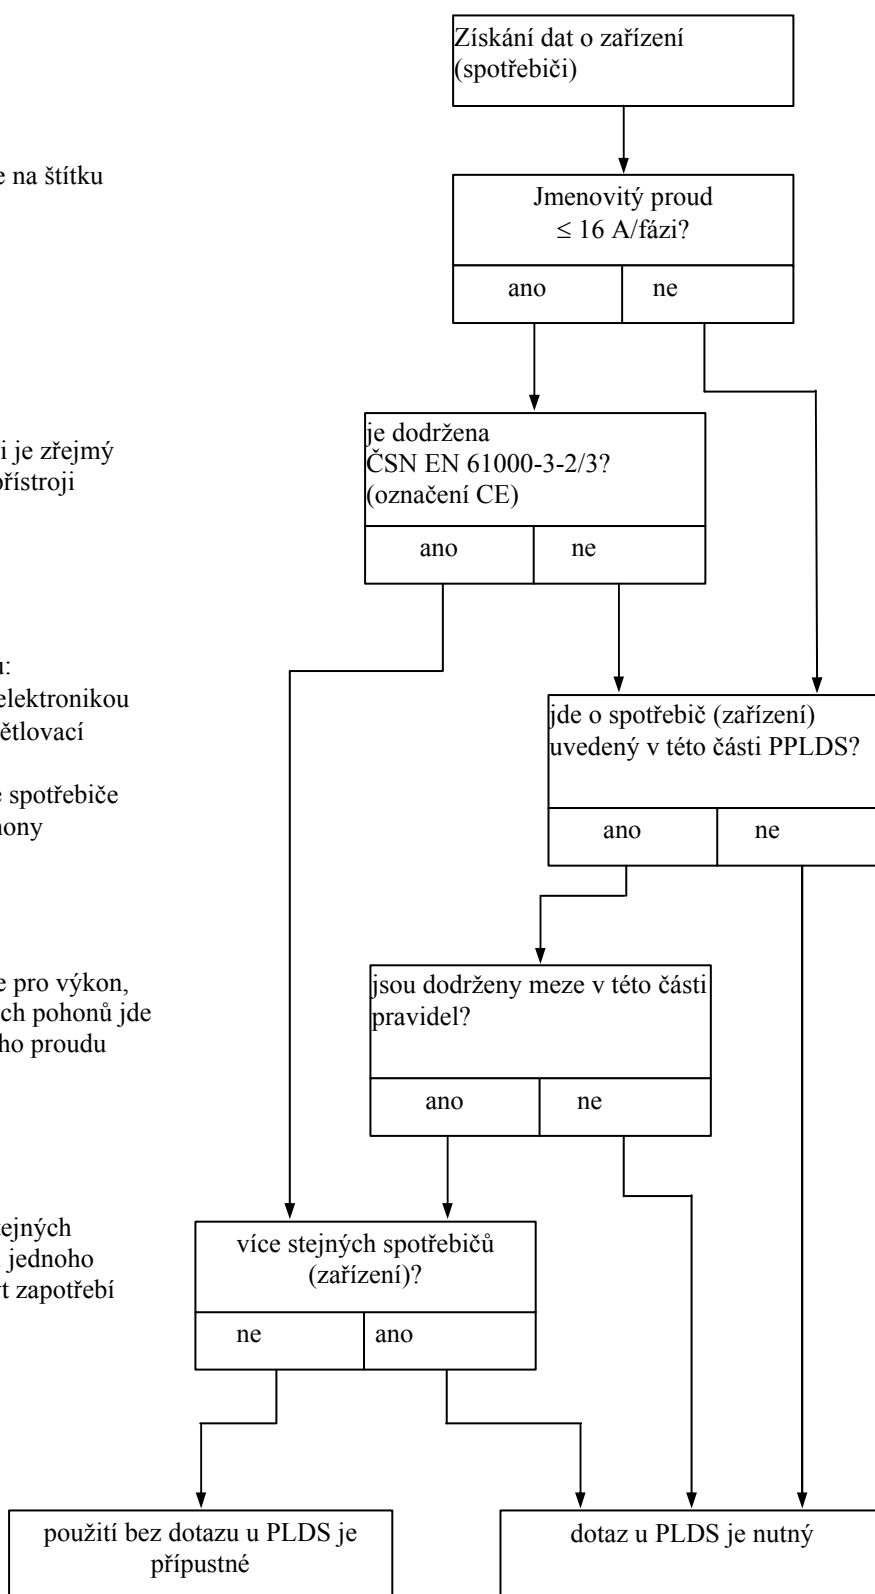 Získání dat o zařízení
(spotřebiči)
e na štítku
Jmenovitý proud
≤ 16 A/fázi?
ano
ne
je dodržena
ČSN EN 61000-3-2/3?
(označení CE)
i je zřejmý
přístroji
ano
ne
ů:
elektronikou
ětlovací
e spotřebiče
hony
jde o spotřebič (zařízení)
uvedený v této části PPLDS?
ano
ne
e pro výkon,
ch pohonů jde
ho proudu
jsou dodrženy meze v této části
pravidel?
ano
ne
tejných
jednoho
ýt zapotřebí
více stejných spotřebičů
(zařízení)?
ne
ano
použití bez dotazu u PLDS je
přípustné
dotaz u PLDS je nutný